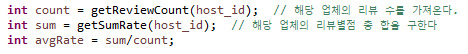 int count = getReviewCount(host_id);  // 해당 업체의 리뷰 수를 가져온다.
int sum = getSumRate(host_id);  // 해당 업체의 리뷰별점 총 합을 구한다
int avgRate = sum/count;